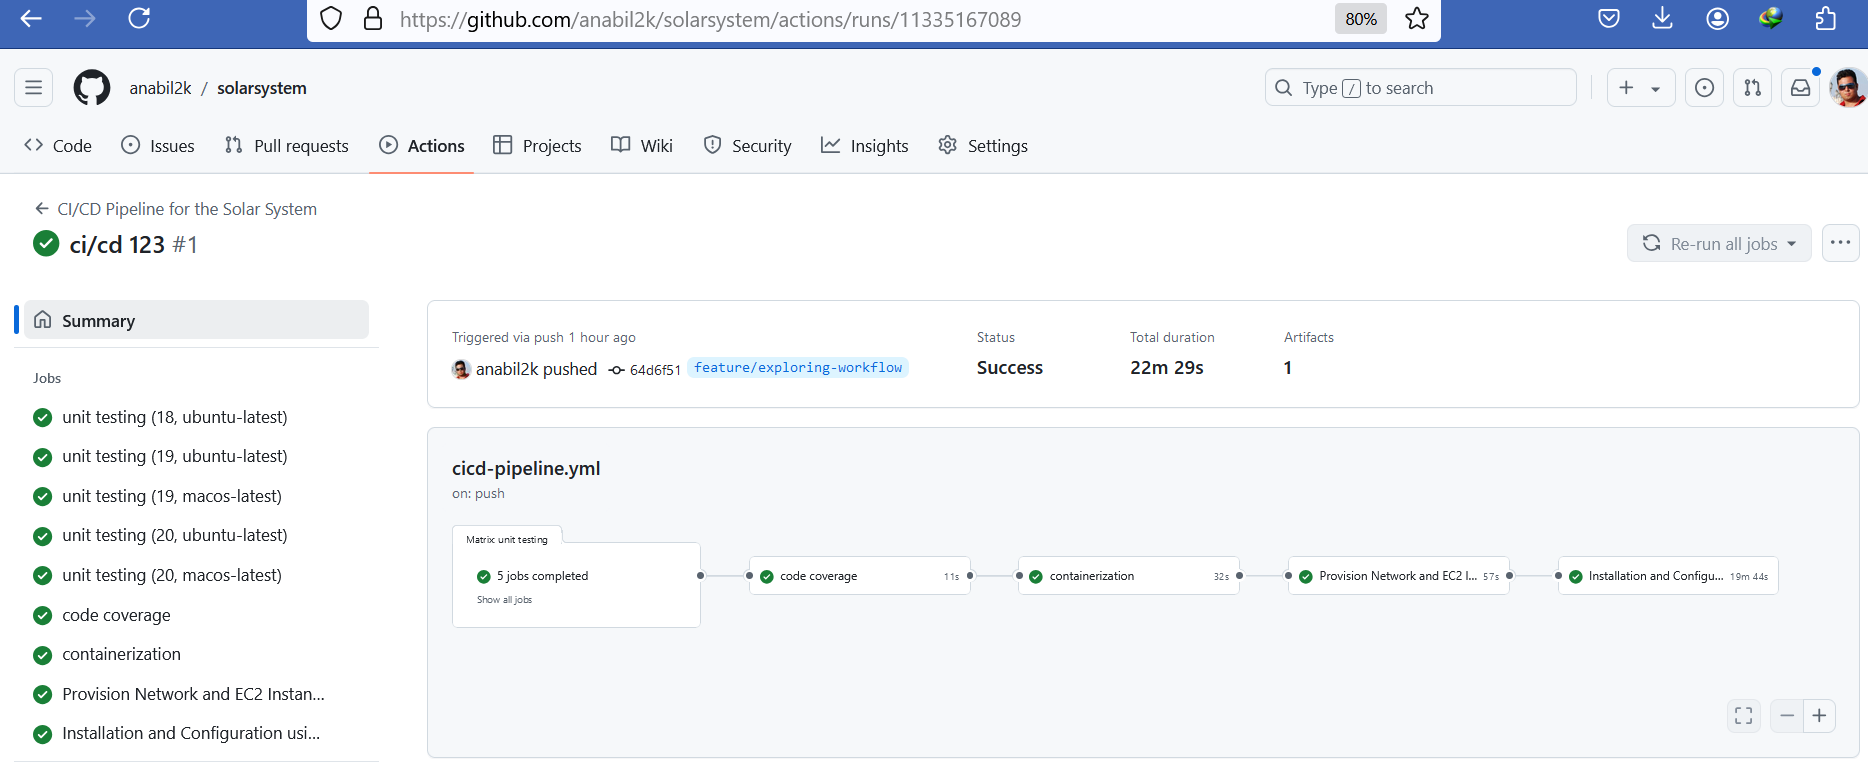 https://github.com/anabil2k/solarsystem/actions/runs/11335167089
80%
anabil2k / solarsystem
Type / to search
Code
Issues
Pull requests
Actions
Projects
Wiki
Security
Insights
Settings
CI/CD Pipeline for the Solar System
ci/cd 123 #1
Re-run all jobs
Summary
Jobs
unit testing (18, ubuntu-latest)
unit testing (19, ubuntu-latest)
unit testing (19, macos-latest)
unit testing (20, ubuntu-latest)
unit testing (20, macos-latest)
code coverage
containerization
Provision Network and EC2 Instan...
Installation and Configuration usi...
Triggered via push 1 hour ago
anabil2k pushed 64d6f51 feature/exploring-workflow
Status
Success
Total duration
22m 29s
Artifacts
1
cicd-pipeline.yml
on: push
Matrix unit testing
5 jobs completed
Show all jobs
code coverage 11s
containerization 32s
Provision Network and EC2 I... 57s
Installation and Configu... 19m 44s